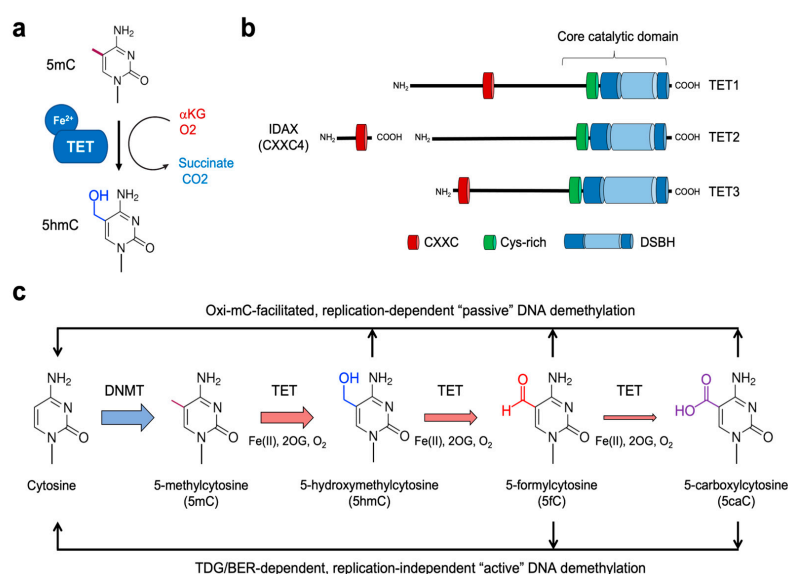 a
5mC
NH₂
N
N
O
Fe²⁺
TET
αKG
O2
Succinate
CO2
5hmC
OH
NH₂
N
N
O
b
Core catalytic domain
NH₂
COOH
TET1
IDAX
(CXXC4)
NH₂
COOH
NH₂
COOH
TET2
NH₂
COOH
TET3
CXXC
Cys-rich
DSBH
c
Oxi-mC-facilitated, replication-dependent “passive” DNA demethylation
NH₂
N
N
O
DNMT
NH₂
N
N
O
TET
Fe(II), 2OG, O₂
OH
NH₂
N
N
O
TET
Fe(II), 2OG, O₂
O
H
NH₂
N
N
O
TET
Fe(II), 2OG, O₂
O
HO
NH₂
N
N
O
Cytosine
5-methylcytosine
(5mC)
5-hydroxymethylcytosine
(5hmC)
5-formylcytosine
(5fC)
5-carboxylcytosine
(5caC)
TDG/BER-dependent, replication-independent “active” DNA demethylation